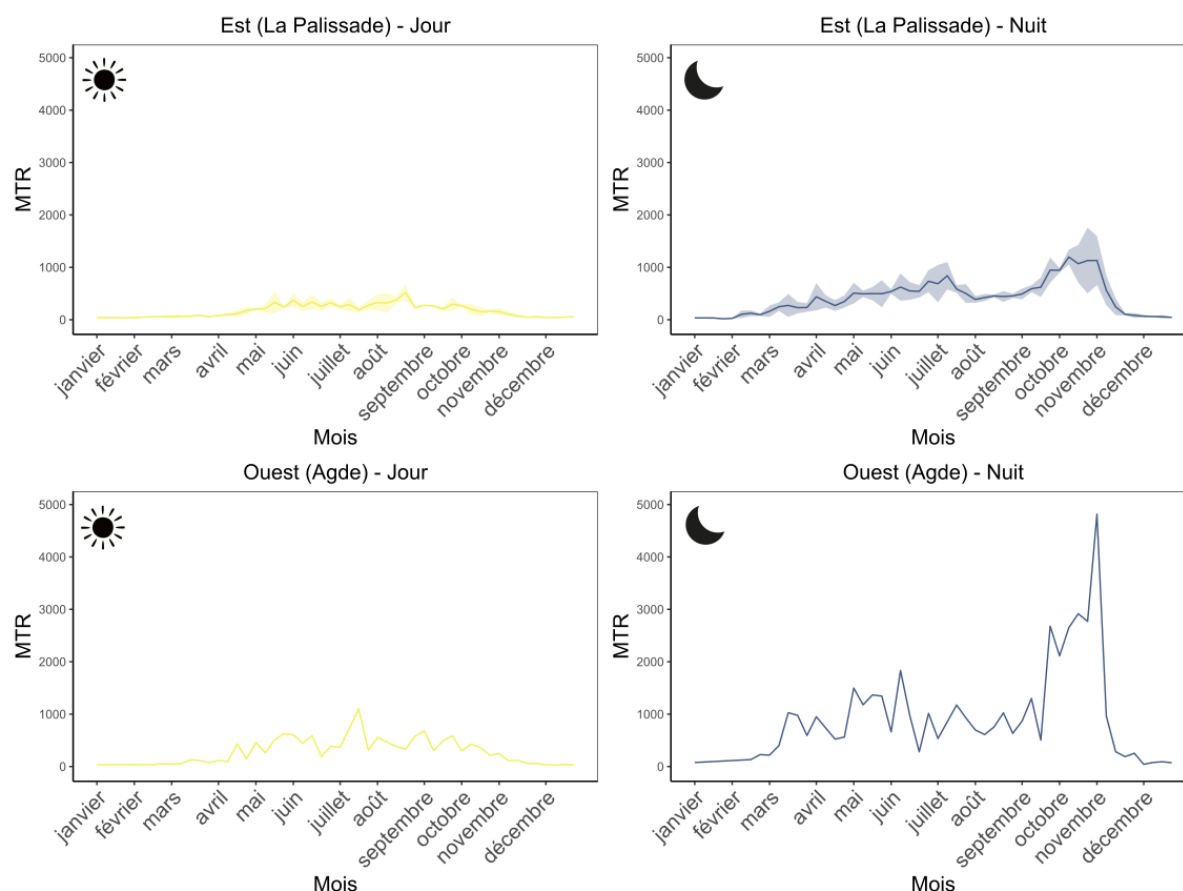 Est (La Palissade) - Jour
5000
4000
3000
2000
1000
0
MTR
janvier
février
mars
avril
mai
juin
juillet
août
septembre
octobre
novembre
décembre
Mois
Est (La Palissade) - Nuit
5000
4000
3000
2000
1000
0
MTR
janvier
février
mars
avril
mai
juin
juillet
août
septembre
octobre
novembre
décembre
Mois
Ouest (Agde) - Jour
5000
4000
3000
2000
1000
0
MTR
janvier
février
mars
avril
mai
juin
juillet
août
septembre
octobre
novembre
décembre
Mois
Ouest (Agde) - Nuit
5000
4000
3000
2000
1000
0
MTR
janvier
février
mars
avril
mai
juin
juillet
août
septembre
octobre
novembre
décembre
Mois